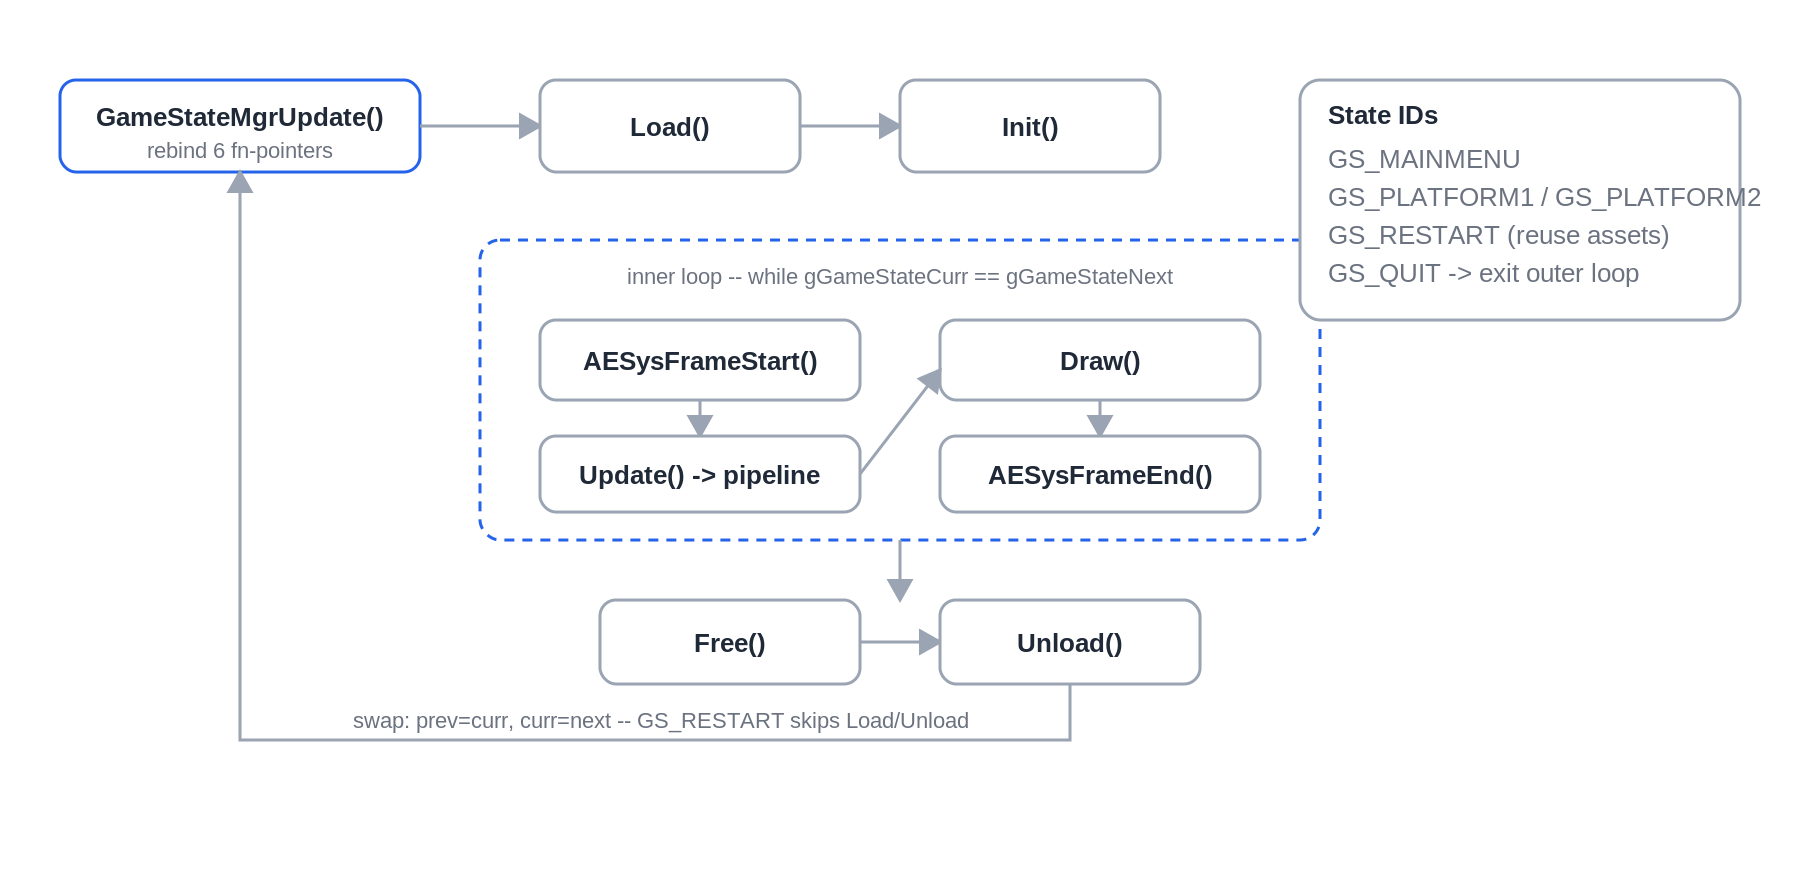 GameStateMgrUpdate()
rebind 6 fn-pointers
Load()
Init()
State IDs
GS_MAINMENU
GS_PLATFORM1 / GS_PLATFORM2
GS_RESTART (reuse assets)
GS_QUIT -> exit outer loop
inner loop -- while gGameStateCurr == gGameStateNext
AESysFrameStart()
Draw()
Update() -> pipeline
AESysFrameEnd()
Free()
Unload()
swap: prev=curr, curr=next -- GS_RESTART skips Load/Unload